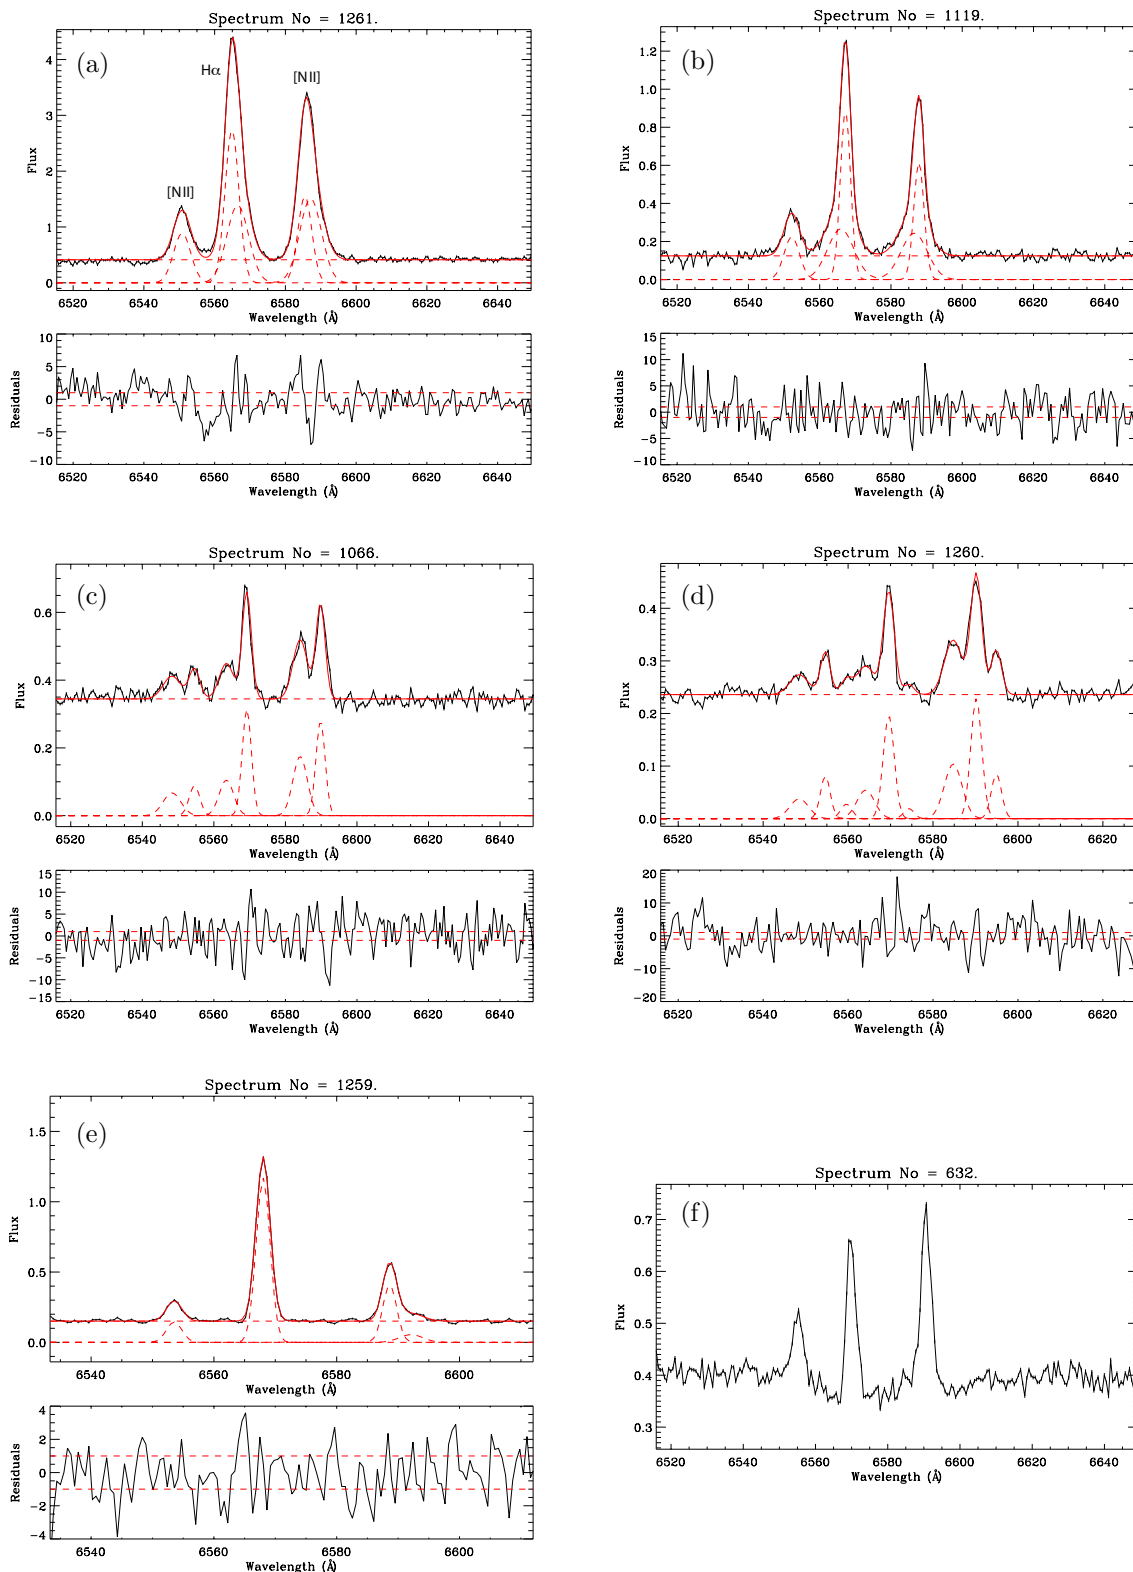 Spectrum No = 1261.
(a)
Hα
[NII]
[NII]
Flux
4
3
2
1
0
6520 6540 6560 6580 6600 6620 6640
Wavelength (Å)
Residuals
10
5
0
−5
−10
6520 6540 6560 6580 6600 6620 6640
Wavelength (Å)
Spectrum No = 1119.
(b)
Flux
1.2
1.0
0.8
0.6
0.4
0.2
0.0
6520 6540 6560 6580 6600 6620 6640
Wavelength (Å)
Residuals
15
10
5
0
−5
−10
6520 6540 6560 6580 6600 6620 6640
Wavelength (Å)
Spectrum No = 1066.
(c)
Flux
0.6
0.4
0.2
0.0
6520 6540 6560 6580 6600 6620 6640
Wavelength (Å)
Residuals
15
10
5
0
−5
−10
−15
6520 6540 6560 6580 6600 6620 6640
Wavelength (Å)
Spectrum No = 1260.
(d)
Flux
0.4
0.3
0.2
0.1
0.0
6520 6540 6560 6580 6600 6620
Wavelength (Å)
Residuals
20
10
0
−10
−20
6520 6540 6560 6580 6600 6620
Wavelength (Å)
Spectrum No = 1259.
(e)
Flux
1.5
1.0
0.5
0.0
6540 6560 6580 6600
Wavelength (Å)
Residuals
4
2
0
−2
−4
6540 6560 6580 6600
Wavelength (Å)
Spectrum No = 632.
(f)
Flux
0.7
0.6
0.5
0.4
0.3
6520 6540 6560 6580 6600 6620 6640
Wavelength (Å)